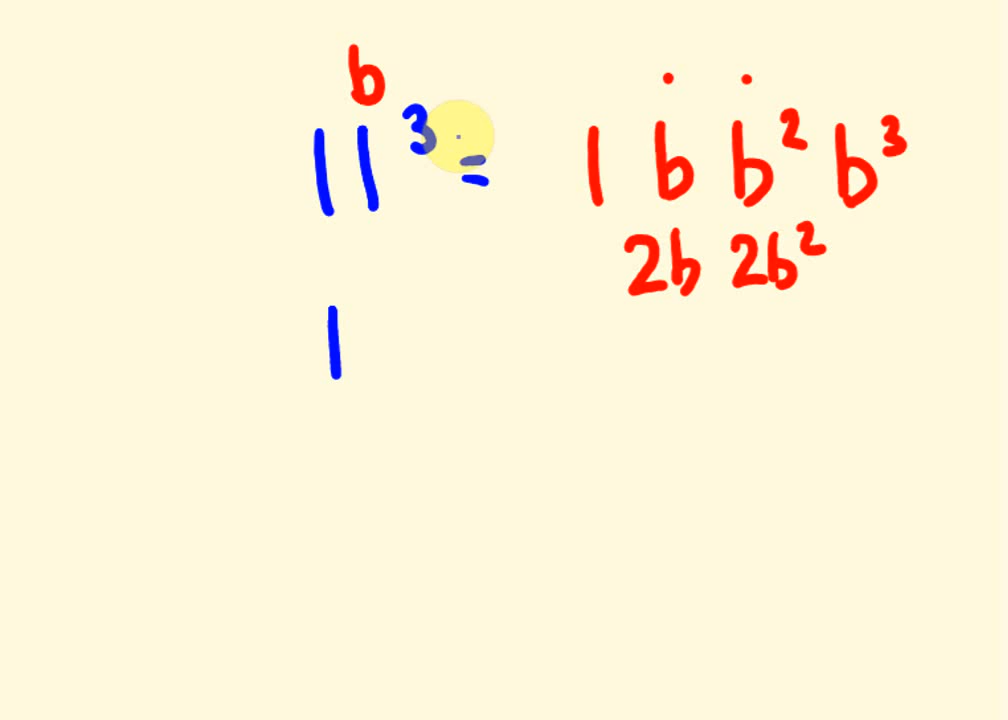 b
11³ =
1 b b² b³
2b 2b²
1